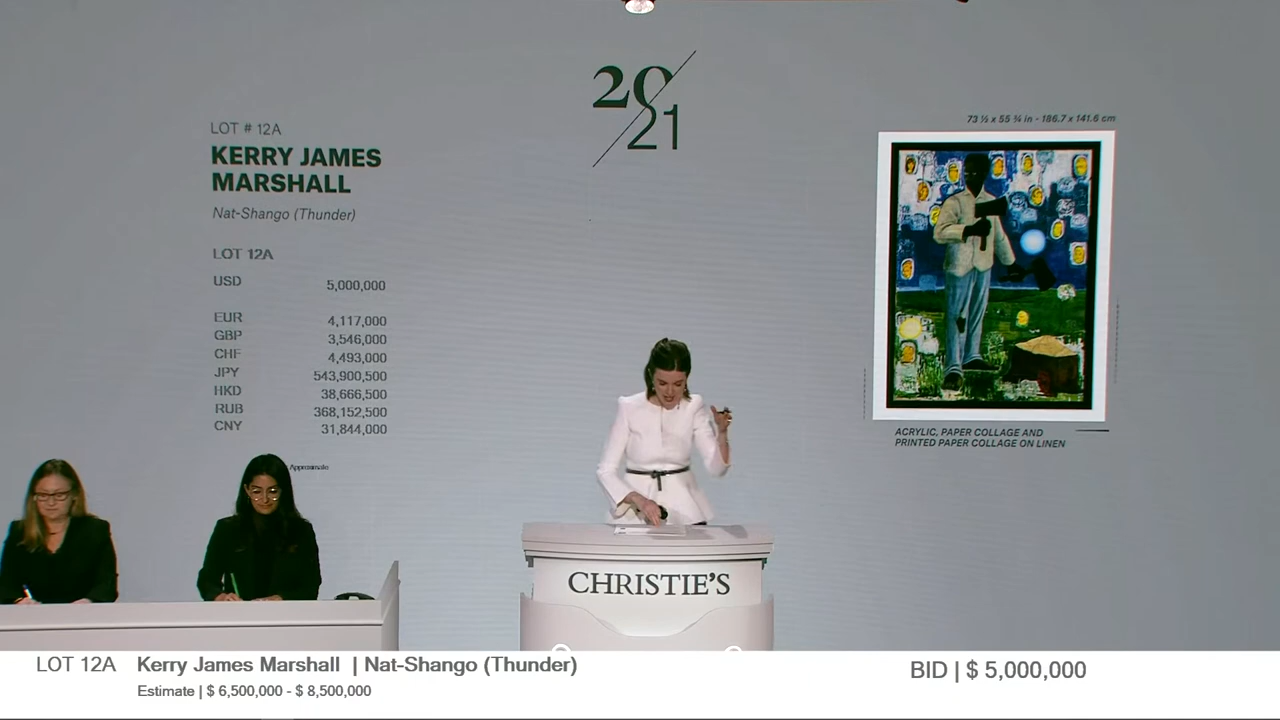 20
21
LOT # 12A
KERRY JAMES
MARSHALL
Nat-Shango (Thunder)
LOT 12A
USD 5,000,000
EUR 4,117,000
GBP 3,546,000
CHF 4,493,000
JPY 543,900,500
HKD 38,666,500
RUB 368,152,500
CNY 31,844,000
Approximate
73 ½ x 55 ¾ in - 186.7 x 141.6 cm
ACRYLIC, PAPER COLLAGE AND
PRINTED PAPER COLLAGE ON LINEN
CHRISTIE'S
LOT 12A Kerry James Marshall | Nat-Shango (Thunder)
Estimate | $ 6,500,000 - $ 8,500,000
BID | $ 5,000,000